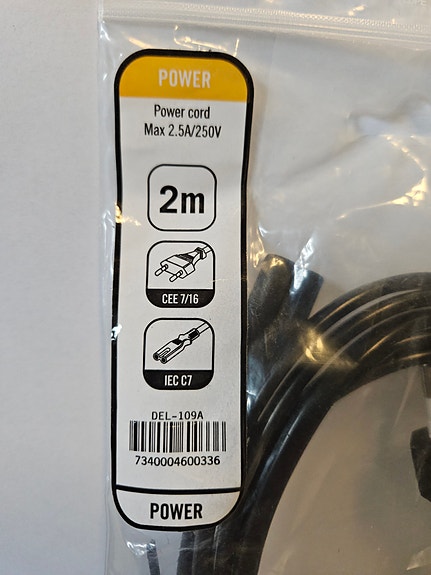 POWER
Power cord
Max 2.5A/250V
2m
CEE 7/16
IEC C7
DEL-109A
7340004600336
POWER